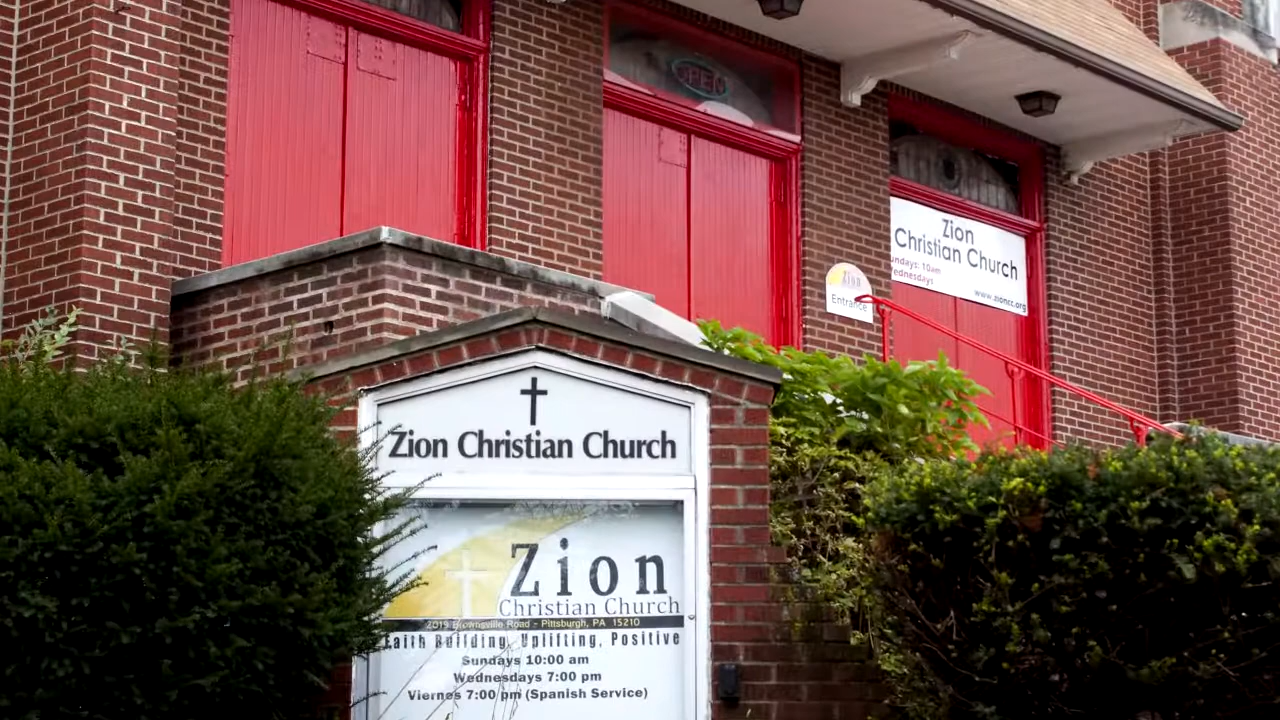 OPEN
Zion
Christian Church
undays: 10am
ednesdays
www.zioncc.org
Zion
Entrance
Zion Christian Church
Zion
Christian Church
2019 Brownsville Road - Pittsburgh, PA 15210
Faith Building, Uplifting, Positive
Sundays 10:00 am
Wednesdays 7:00 pm
Viernes 7:00 pm (Spanish Service)